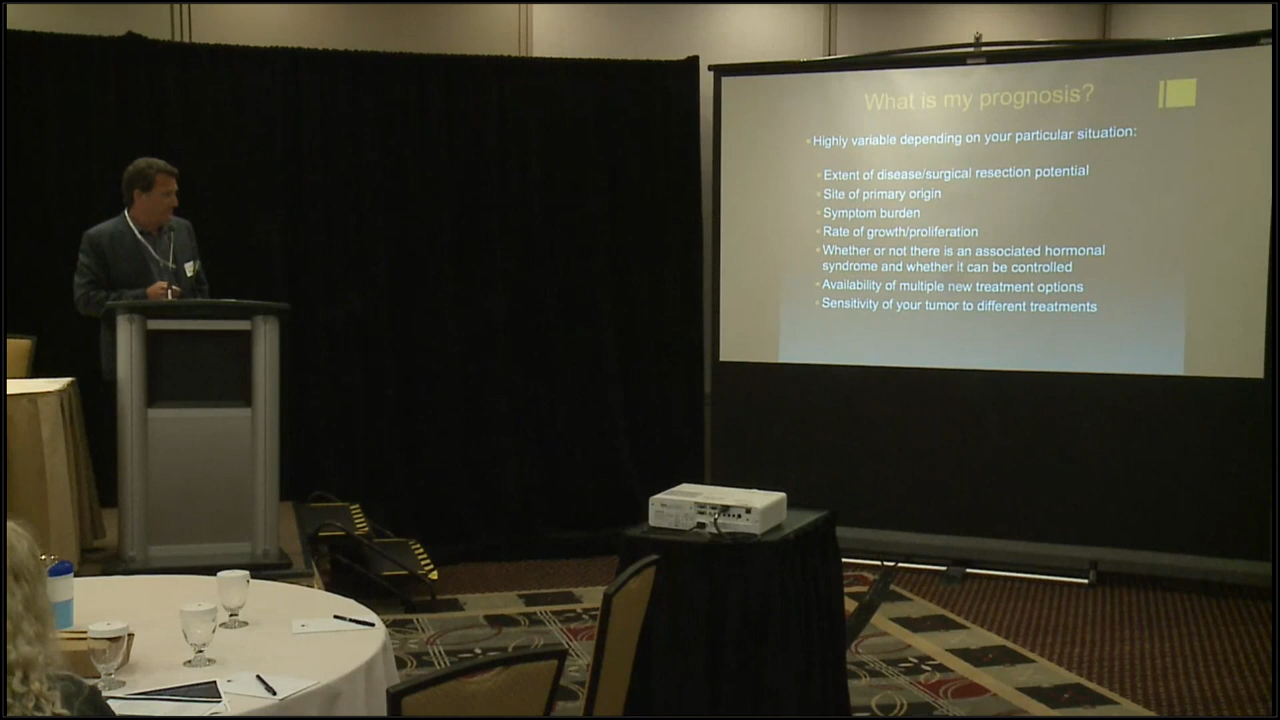 What is my prognosis?
Highly variable depending on your particular situation:
Extent of disease/surgical resection potential
Site of primary origin
Symptom burden
Rate of growth/proliferation
Whether or not there is an associated hormonal
syndrome and whether it can be controlled
Availability of multiple new treatment options
Sensitivity of your tumor to different treatments